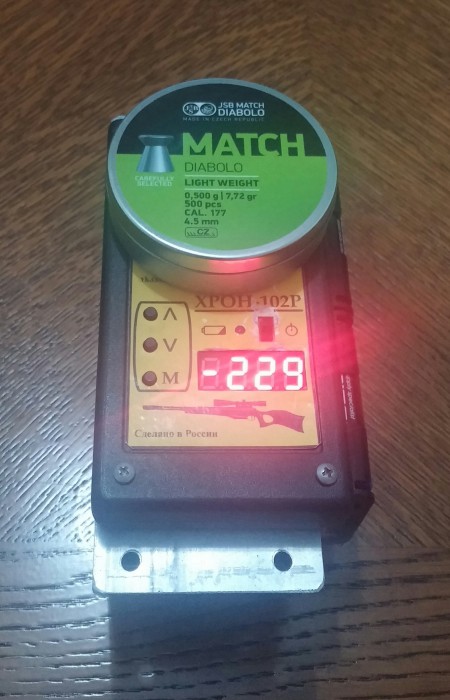 JSB MATCH
DIABOLO
MADE IN CZECH REPUBLIC
MATCH
CAREFULLY
SELECTED
DIABOLO
LIGHT WEIGHT
0,500 g | 7,72 gr
500 pcs
CAL. 177
4.5 mm
CZ
ХРОН-102Р
Λ
V
M
-229
Сделано в России